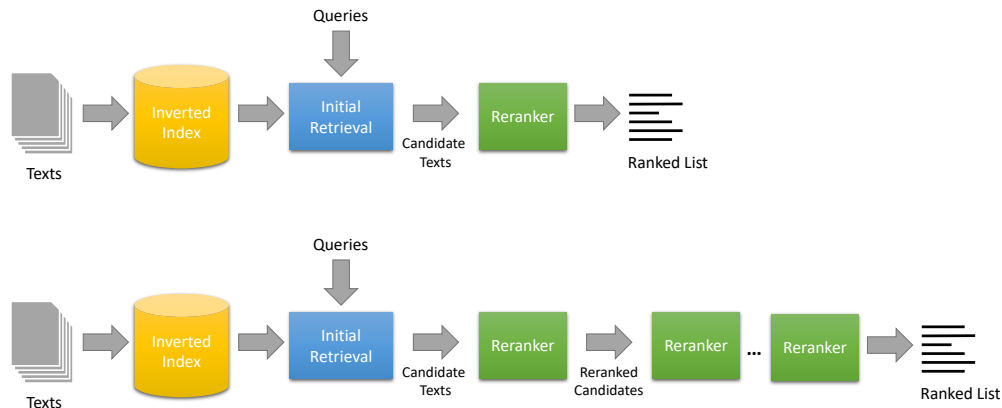 Queries
Inverted
Index
Initial
Retrieval
Reranker
Candidate
Texts
Texts
Ranked List
Queries
Inverted
Index
Initial
Retrieval
Reranker
Reranker
...
Reranker
Candidate
Texts
Reranked
Candidates
Texts
Ranked List